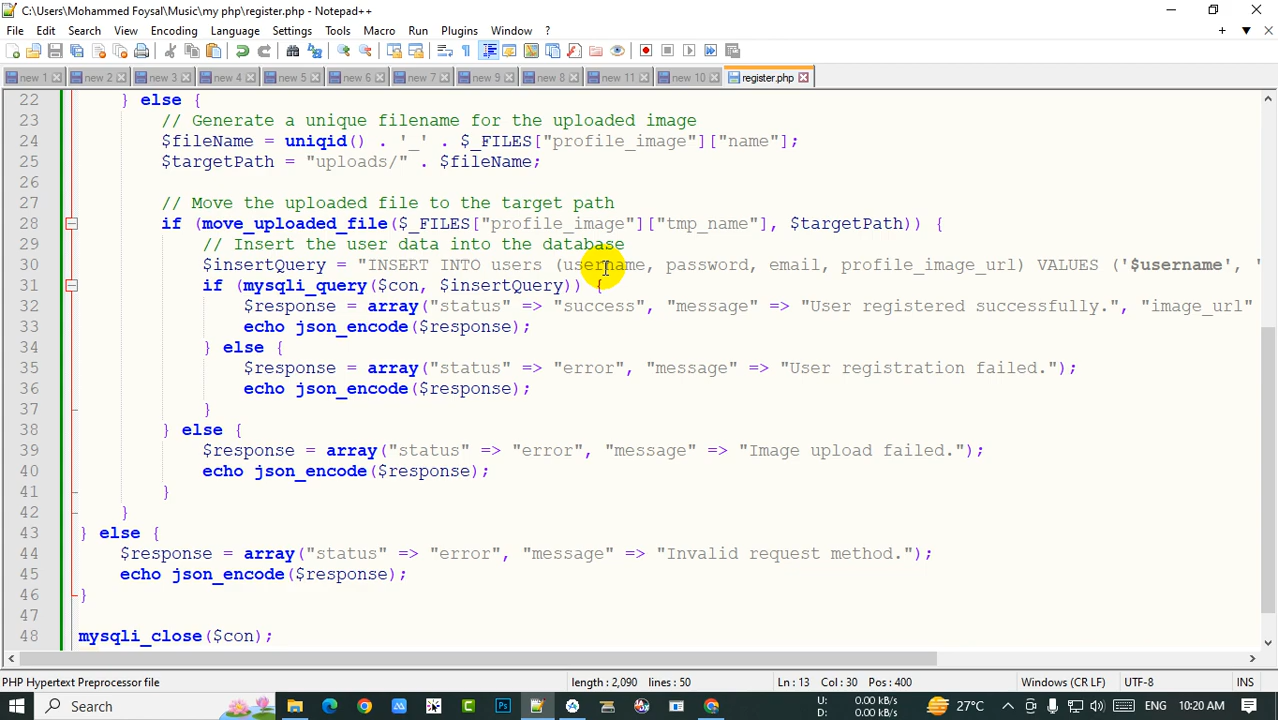 C:\Users\Mohammed Foysal\Music\my php\register.php - Notepad++
File Edit Search View Encoding Language Settings Tools Macro Run Plugins Window ?
new 1 new 2 new 3 new 4 new 5 new 6 new 7 new 9 new 8 new 11 new 10 register.php
22 } else {
23 // Generate a unique filename for the uploaded image
24 $fileName = uniqid() . '_' . $_FILES["profile_image"]["name"];
25 $targetPath = "uploads/" . $fileName;
26
27 // Move the uploaded file to the target path
28 if (move_uploaded_file($_FILES["profile_image"]["tmp_name"], $targetPath)) {
29 // Insert the user data into the database
30 $insertQuery = "INSERT INTO users (username, password, email, profile_image_url) VALUES ('$username', '
31 if (mysqli_query($con, $insertQuery)) {
32 $response = array("status" => "success", "message" => "User registered successfully.", "image_url"
33 echo json_encode($response);
34 } else {
35 $response = array("status" => "error", "message" => "User registration failed.");
36 echo json_encode($response);
37 }
38 } else {
39 $response = array("status" => "error", "message" => "Image upload failed.");
40 echo json_encode($response);
41 }
42 }
43 } else {
44 $response = array("status" => "error", "message" => "Invalid request method.");
45 echo json_encode($response);
46 }
47
48 mysqli_close($con);
PHP Hypertext Preprocessor file length : 2,090 lines : 50 Ln : 13 Col : 30 Pos : 400 Windows (CR LF) UTF-8 INS
Search U: 0.00 kB/s D: 0.00 kB/s 27°C ENG 10:20 AM